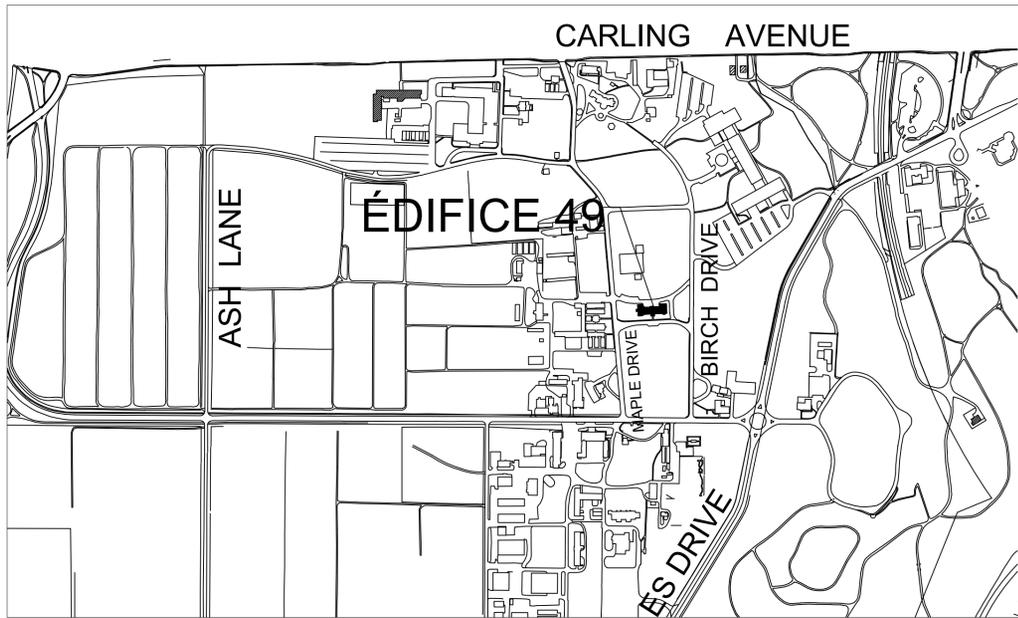 CARLING AVENUE
ASH LANE
ÉDIFICE 49
BIRCH DRIVE
MAPLE DRIVE
ES DRIVE